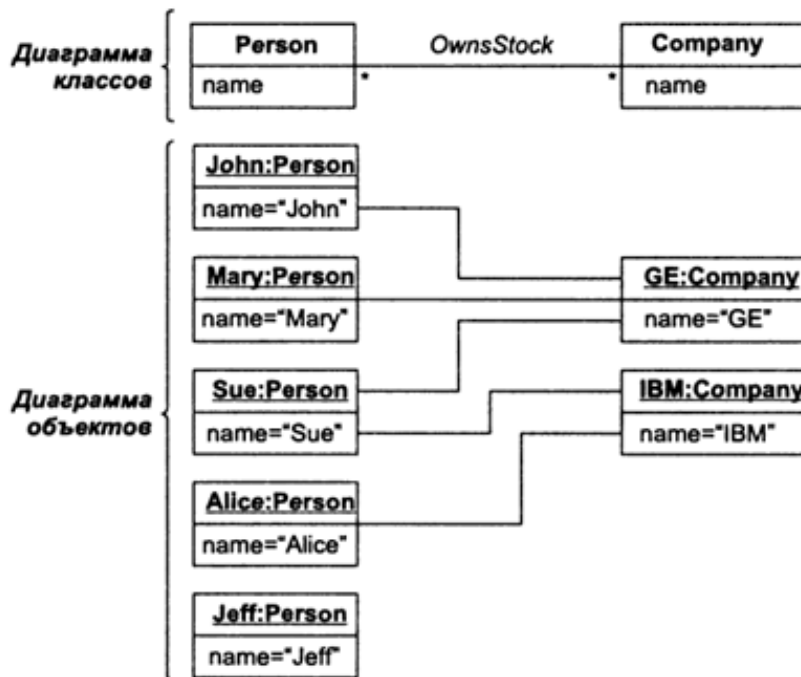 Диаграмма классов
Person
OwnsStock
Company
name
*
*
name
Диаграмма объектов
John:Person
name="John"
Mary:Person
name="Mary"
GE:Company
name="GE"
Sue:Person
name="Sue"
IBM:Company
name="IBM"
Alice:Person
name="Alice"
Jeff:Person
name="Jeff"